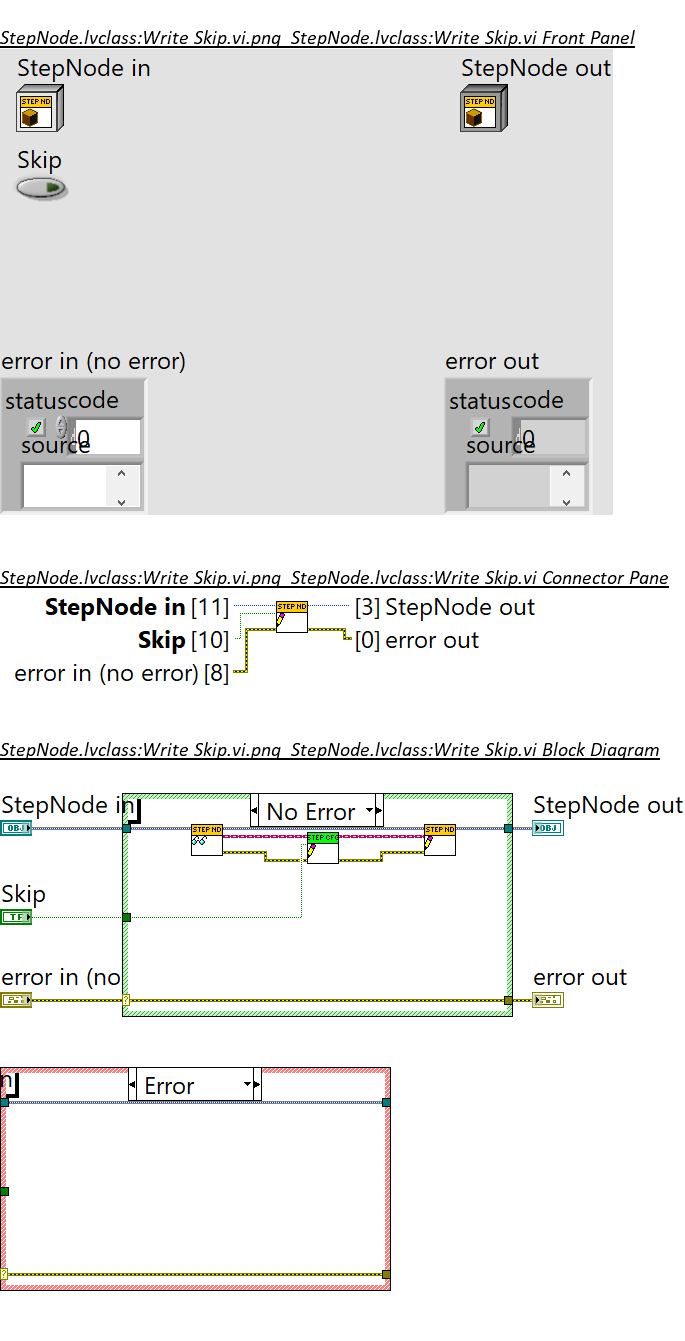 StepNode.lvclass:Write Skip.vi.png StepNode.lvclass:Write Skip.vi Front Panel
StepNode in StepNode out
STEP ND STEP ND
Skip
error in (no error) error out
status code status code
0 0
source source
StepNode.lvclass:Write Skip.vi.png StepNode.lvclass:Write Skip.vi Connector Pane
StepNode in [11] STEP ND [3] StepNode out
Skip [10] [0] error out
error in (no error) [8]
StepNode.lvclass:Write Skip.vi.png StepNode.lvclass:Write Skip.vi Block Diagram
StepNode in No Error StepNode out
OBJ STEP ND STEP CFG STEP ND OBJ
Skip
TF
error in (no error out
?
n Error
?